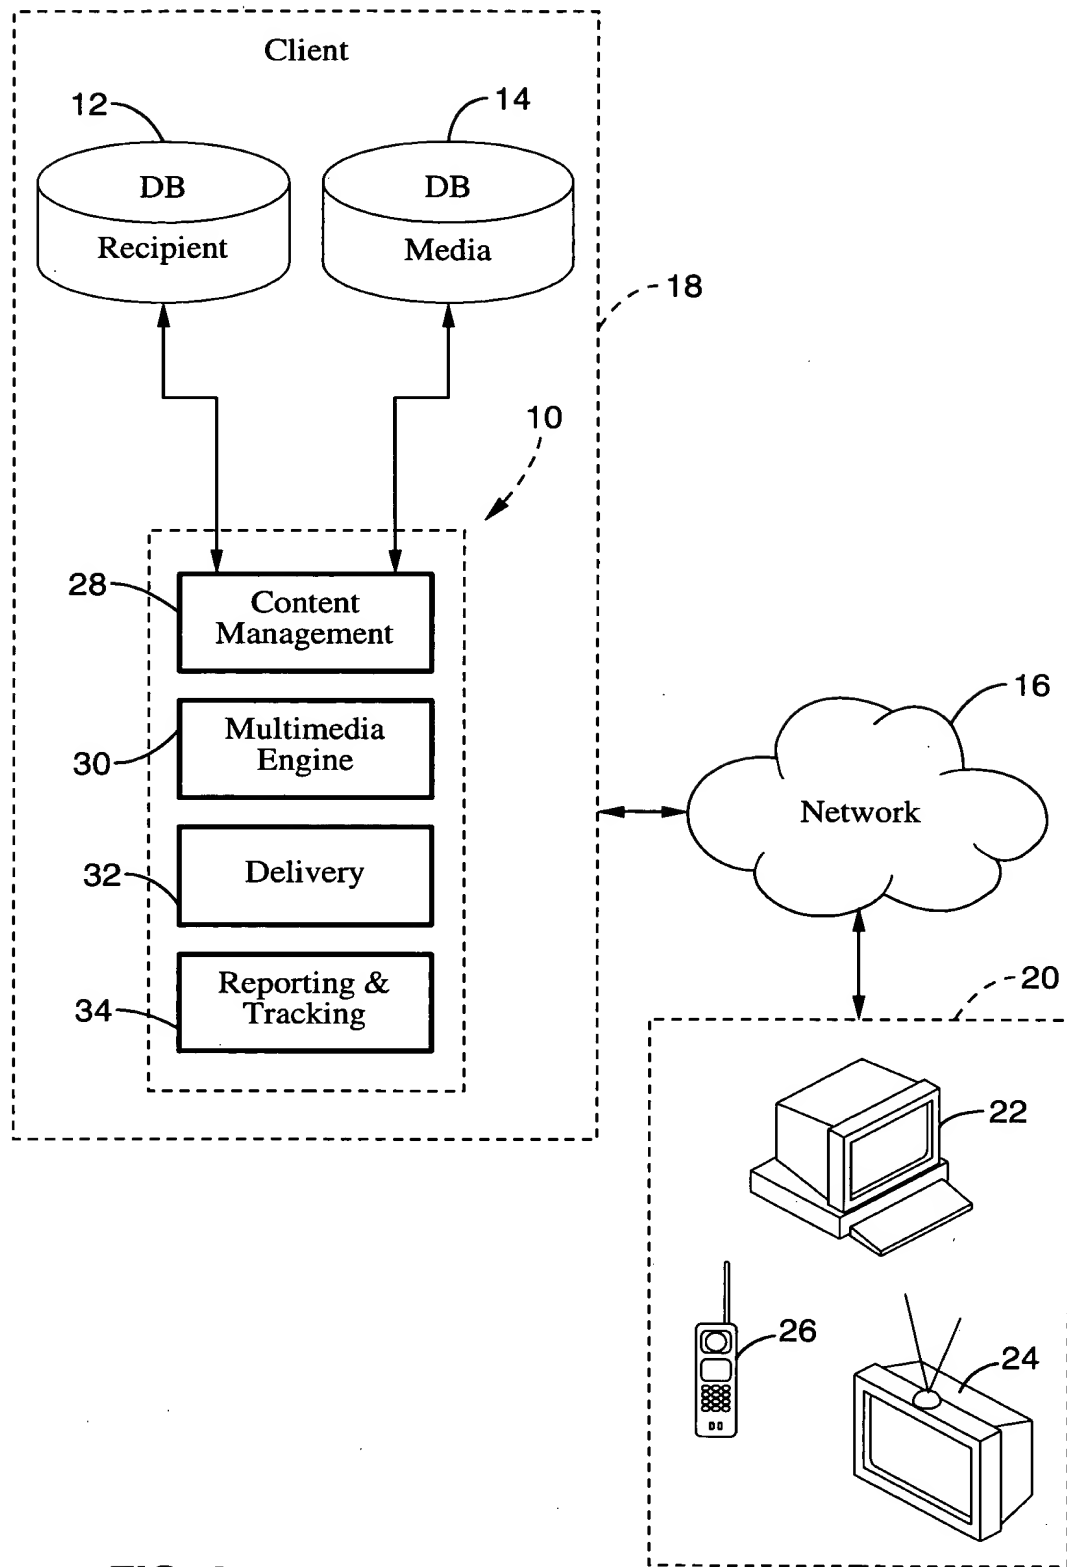 Client
12
14
DB
Recipient
DB
Media
18
10
28
Content
Management
30
Multimedia
Engine
32
Delivery
34
Reporting &
Tracking
16
Network
20
22
26
24